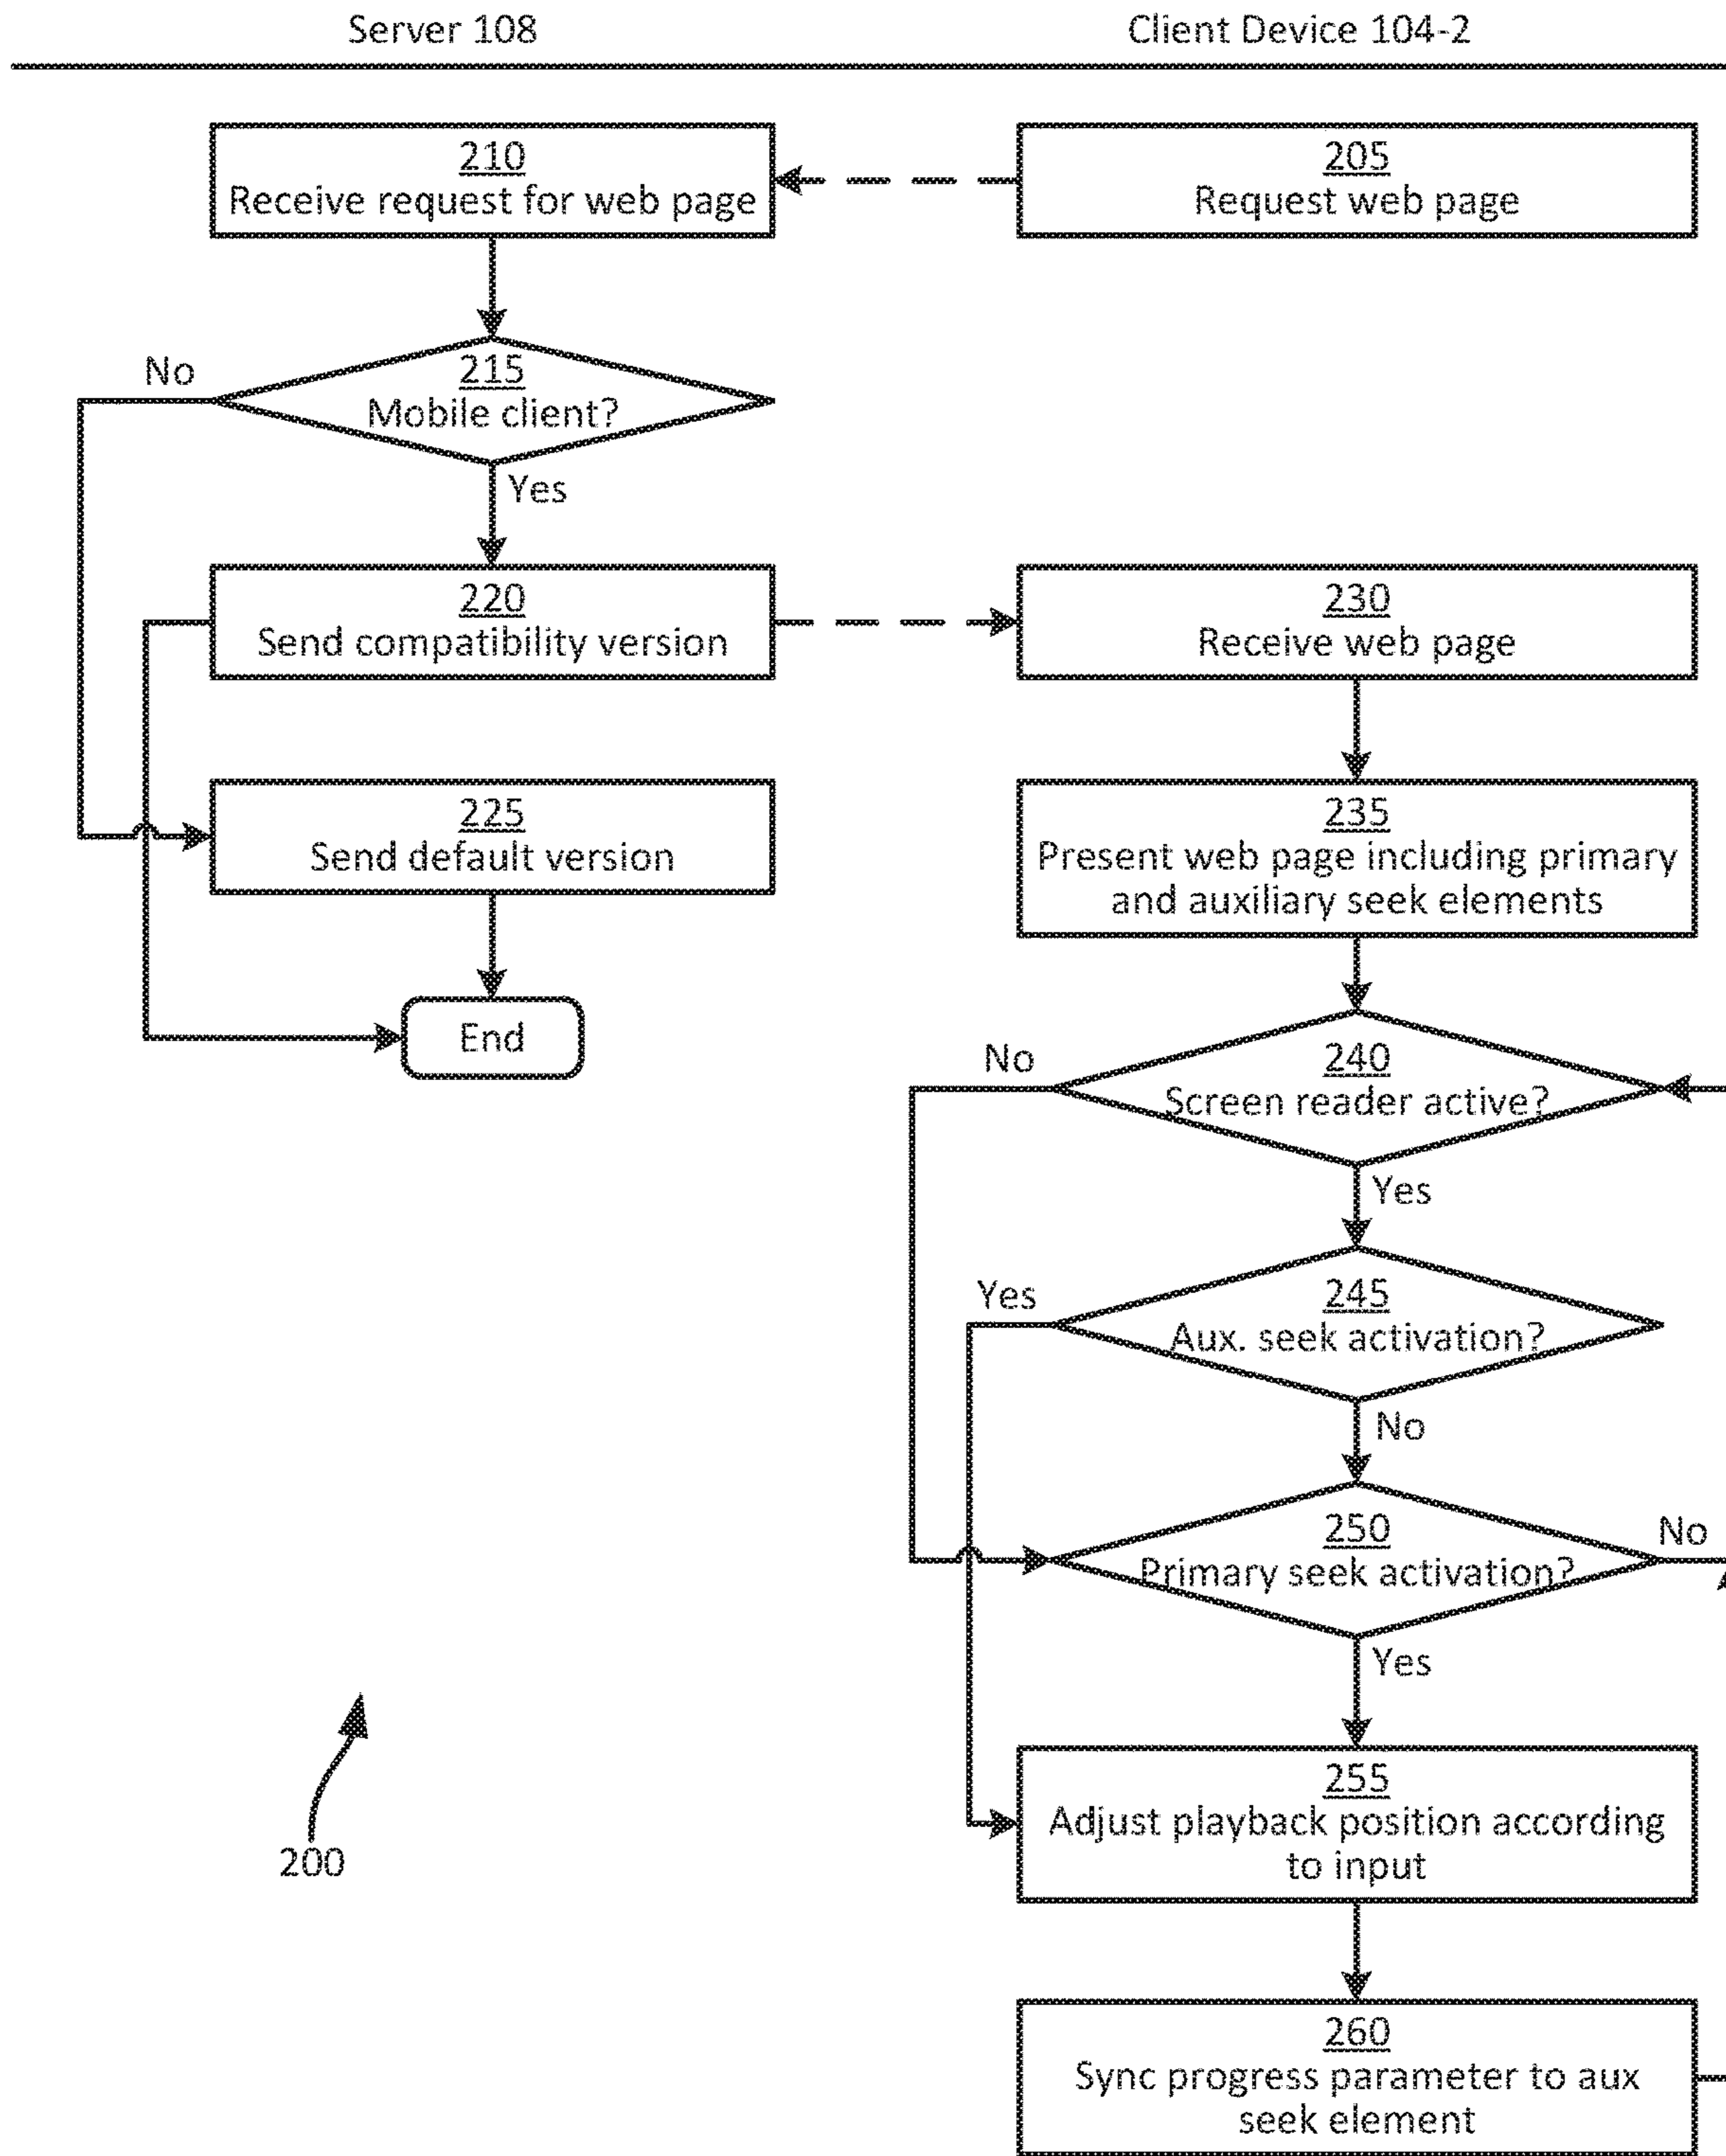 Server 108
Client Device 104-2
210
Receive request for web page
205
Request web page
215
Mobile client?
No
Yes
220
Send compatibility version
230
Receive web page
225
Send default version
235
Present web page including primary
and auxiliary seek elements
End
240
Screen reader active?
No
Yes
245
Aux. seek activation?
Yes
No
250
Primary seek activation?
No
Yes
255
Adjust playback position according
to input
200
260
Sync progress parameter to aux
seek element